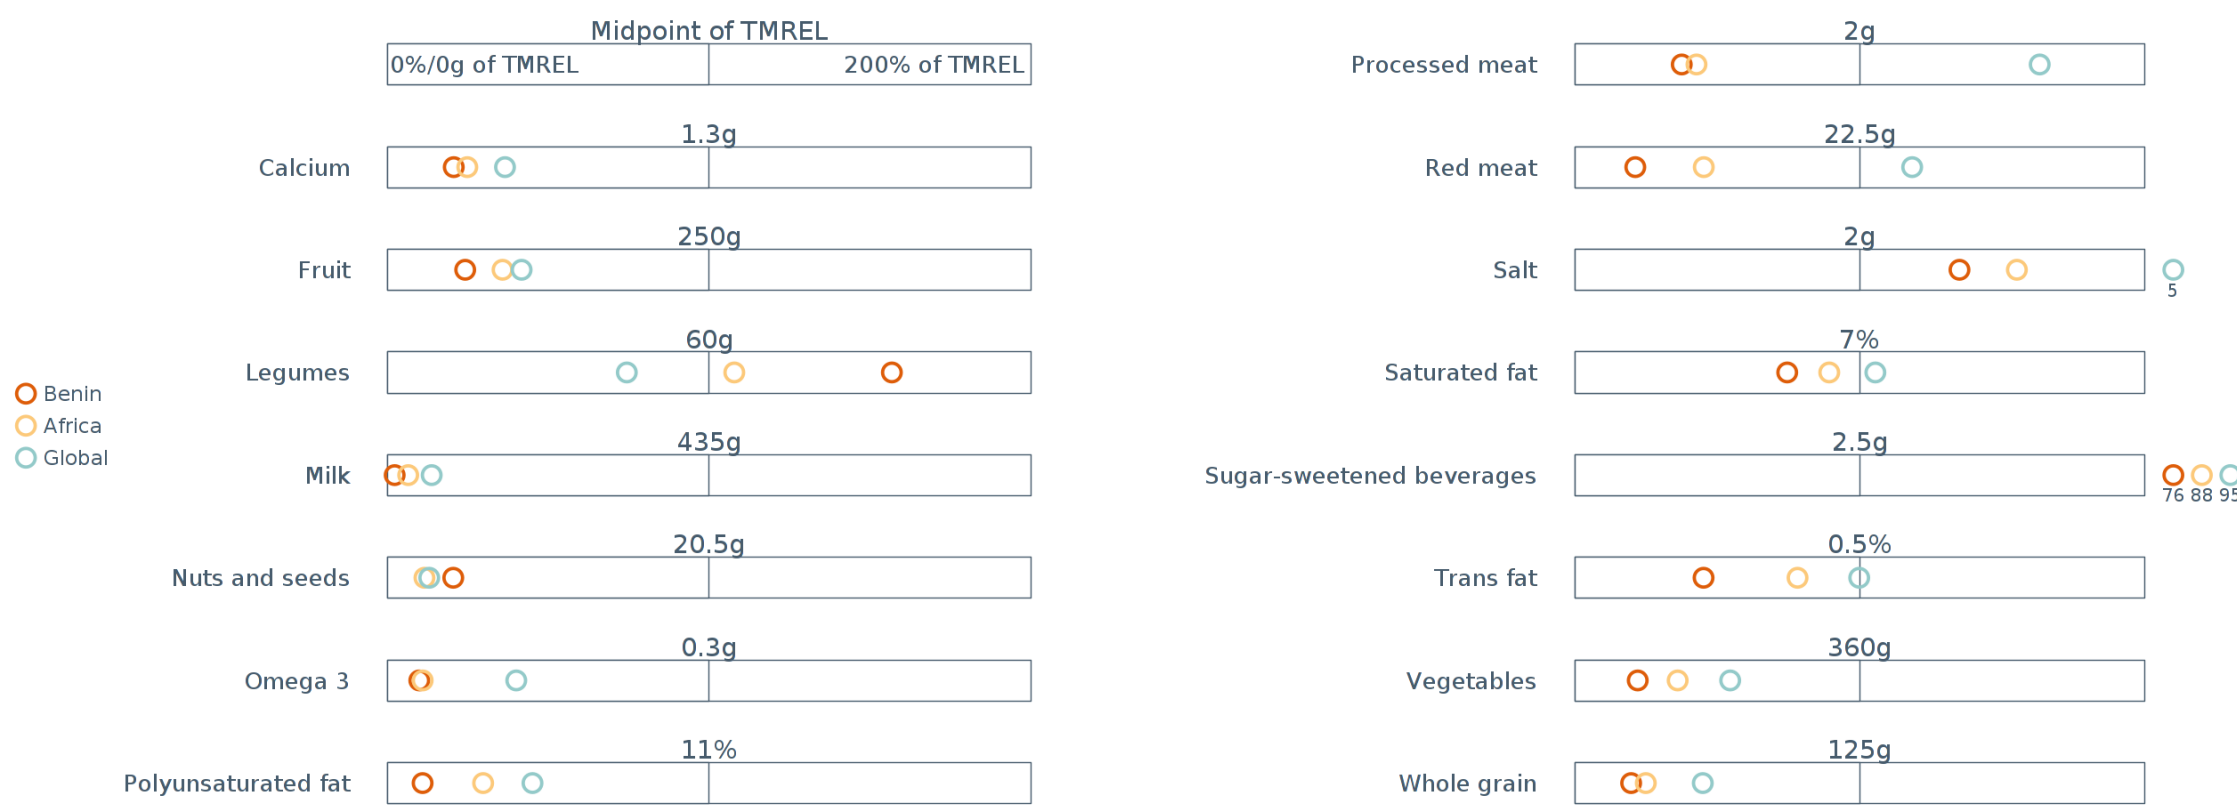 Midpoint of TMREL
0%/0g of TMREL
200% of TMREL
1.3g
Calcium
250g
Fruit
60g
Legumes
435g
Milk
20.5g
Nuts and seeds
0.3g
Omega 3
11%
Polyunsaturated fat
Benin
Africa
Global
2g
Processed meat
22.5g
Red meat
2g
Salt
5
7%
Saturated fat
2.5g
Sugar-sweetened beverages
76 88 95
0.5%
Trans fat
360g
Vegetables
125g
Whole grain